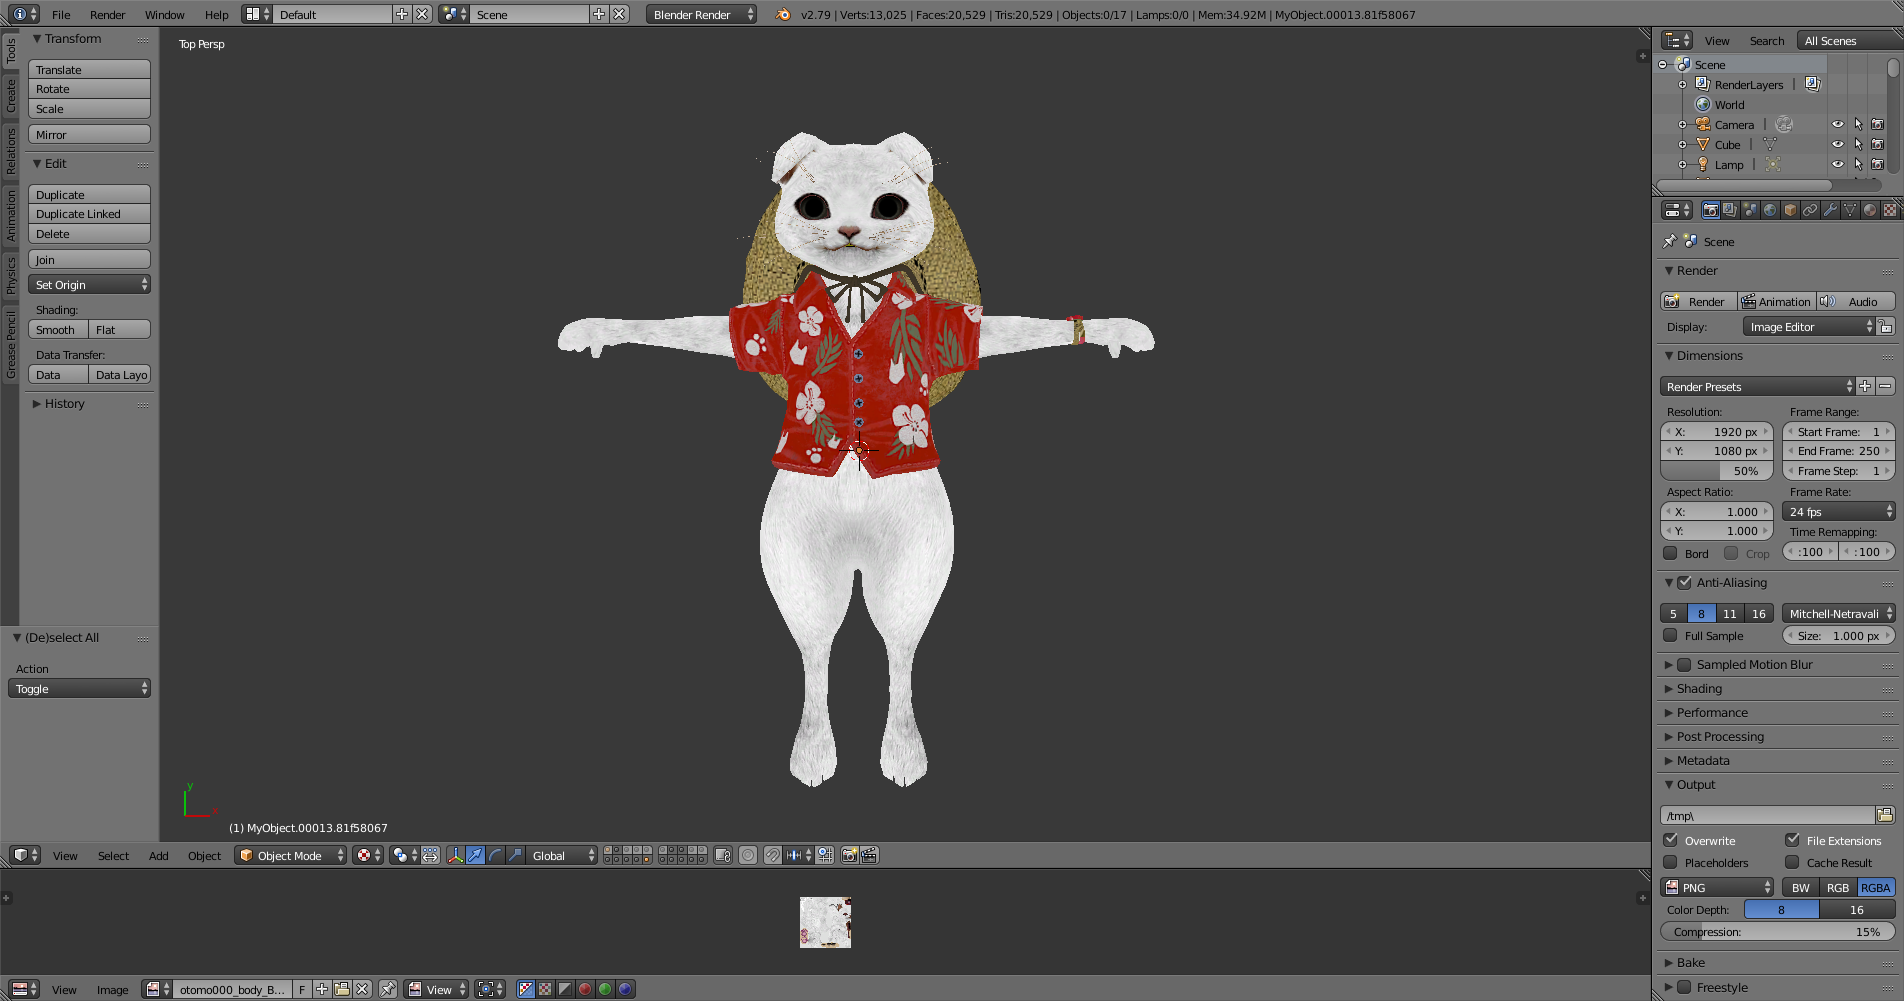 File Render Window Help Default Scene Blender Render v2.79 | Verts:13,025 | Faces:20,529 | Tris:20,529 | Objects:0/17 | Lamps:0/0 | Mem:34.92M | MyObject.00013.81f58067
Tools
Create
Relations
Animation
Physics
Grease Pencil
Transform
Translate
Rotate
Scale
Mirror
Edit
Duplicate
Duplicate Linked
Delete
Join
Set Origin
Shading:
Smooth Flat
Data Transfer:
Data Data Layo
History
(De)select All
Action
Toggle
Top Persp
y
x
(1) MyObject.00013.81f58067
View Select Add Object Object Mode Global
View Image otomo000_body_B... F View
View Search All Scenes
Scene
RenderLayers |
World
Camera |
Cube |
Lamp |
Scene
Render
Render Animation Audio
Display: Image Editor
Dimensions
Render Presets
Resolution: Frame Range:
X: 1920 px Start Frame: 1
Y: 1080 px End Frame: 250
50% Frame Step: 1
Aspect Ratio: Frame Rate:
X: 1.000 24 fps
Y: 1.000 Time Remapping:
Bord Crop :100 :100
Anti-Aliasing
5 8 11 16 Mitchell-Netravali
Full Sample Size: 1.000 px
Sampled Motion Blur
Shading
Performance
Post Processing
Metadata
Output
/tmp\
Overwrite File Extensions
Placeholders Cache Result
PNG BW RGB RGBA
Color Depth: 8 16
Compression: 15%
Bake
Freestyle